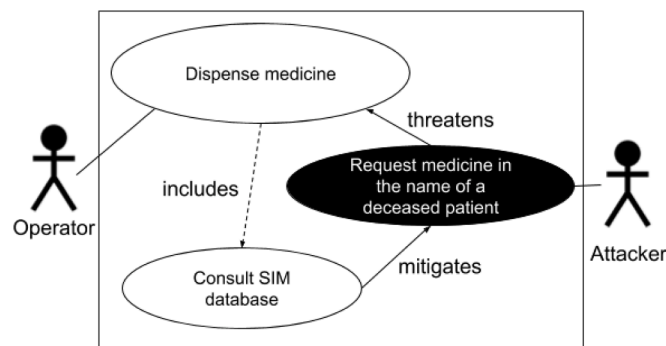 Dispense medicine
threatens
Request medicine in
the name of a
deceased patient
includes
Operator
Attacker
Consult SIM
database
mitigates